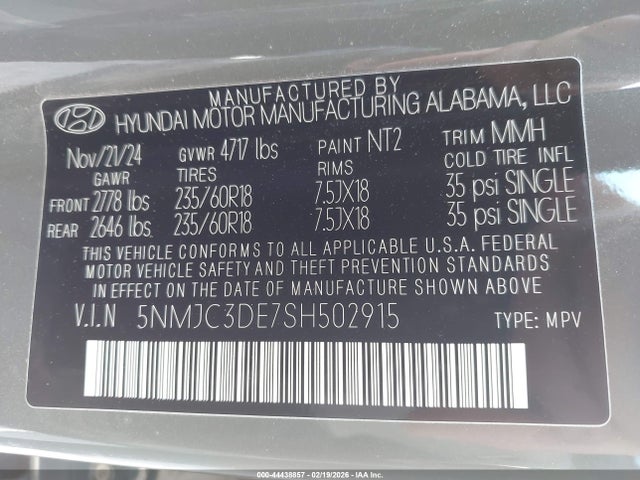 MANUFACTURED BY
HYUNDAI MOTOR MANUFACTURING ALABAMA, LLC
Nov/21/24 GVWR 4717 lbs PAINT NT2 TRIM MMH
GAWR TIRES RIMS COLD TIRE INFL
FRONT 2778 lbs 235/60R18 7.5JX18 35 psi SINGLE
REAR 2646 lbs 235/60R18 7.5JX18 35 psi SINGLE
THIS VEHICLE CONFORMS TO ALL APPLICABLE U.S.A. FEDERAL
MOTOR VEHICLE SAFETY AND THEFT PREVENTION STANDARDS
IN EFFECT ON THE DATE OF MANUFACTURE SHOWN ABOVE
V.I.N 5NMJC3DE7SH502915 TYPE: MPV
000-44438857 - 02/19/2026 - IAAI.COM